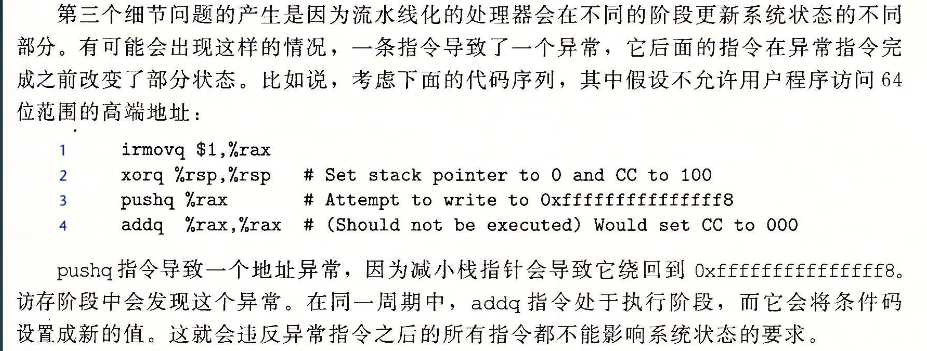 第三个细节问题的产生是因为流水线化的处理器会在不同的阶段更新系统状态的不同
部分。有可能会出现这样的情况，一条指令导致了一个异常，它后面的指令在异常指令完
成之前改变了部分状态。比如说，考虑下面的代码序列，其中假设不允许用户程序访问 64
位范围的高端地址：
1 irmovq $1,%rax
2 xorq %rsp,%rsp # Set stack pointer to 0 and CC to 100
3 pushq %rax # Attempt to write to 0xfffffffffffffff8
4 addq %rax,%rax # (Should not be executed) Would set CC to 000
pushq 指令导致一个地址异常，因为减小栈指针会导致它绕回到 0xfffffffffffffff8。
访存阶段中会发现这个异常。在同一周期中，addq 指令处于执行阶段，而它会将条件码
设置成新的值。这就会违反异常指令之后的所有指令都不能影响系统状态的要求。